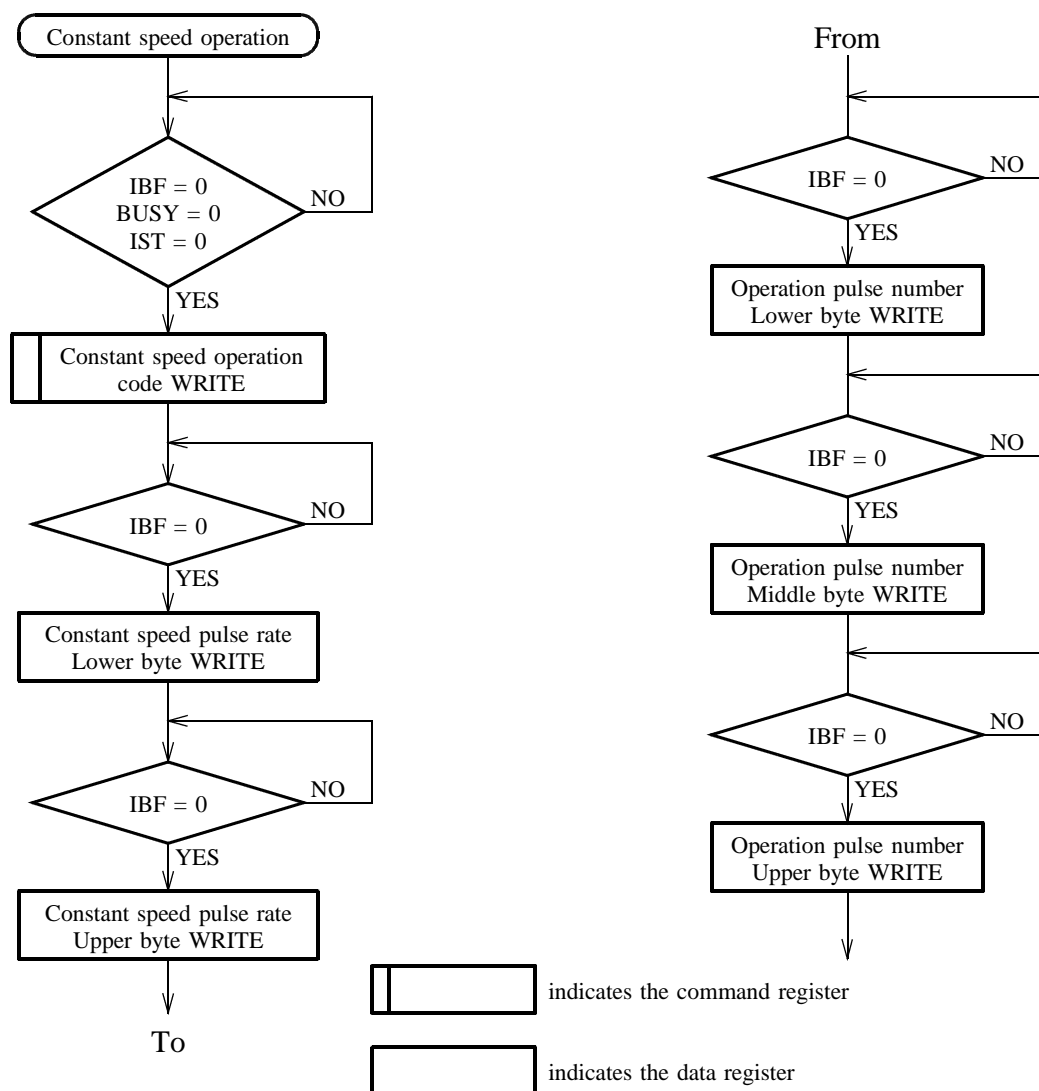 Constant speed operation
IBF = 0
BUSY = 0
IST = 0
NO
YES
Constant speed operation
code WRITE
IBF = 0
NO
YES
Constant speed pulse rate
Lower byte WRITE
IBF = 0
NO
YES
Constant speed pulse rate
Upper byte WRITE
To
From
IBF = 0
NO
YES
Operation pulse number
Lower byte WRITE
IBF = 0
NO
YES
Operation pulse number
Middle byte WRITE
IBF = 0
NO
YES
Operation pulse number
Upper byte WRITE
indicates the command register
indicates the data register